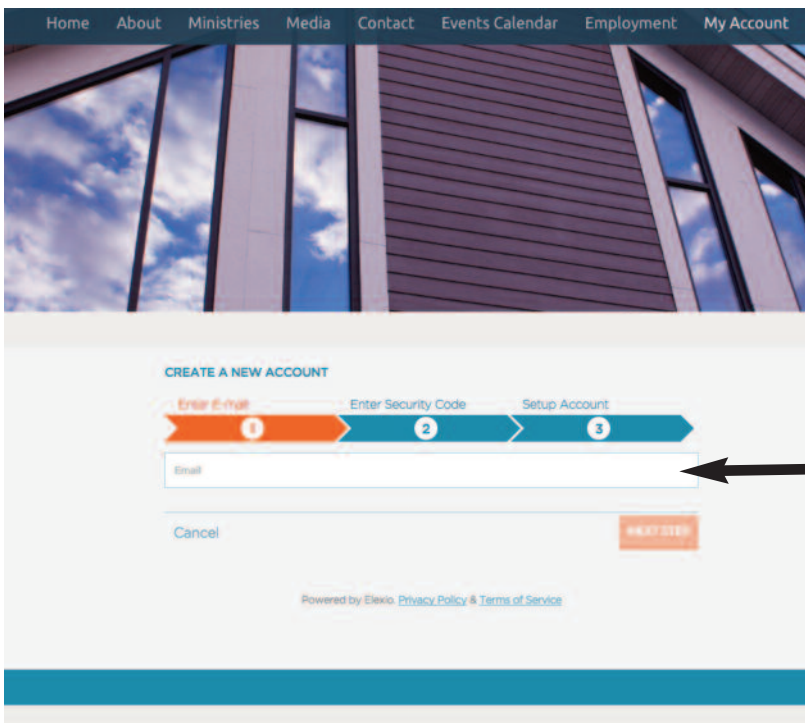 Home About Ministries Media Contact Events Calendar Employment My Account
CREATE A NEW ACCOUNT
Enter E-mail Enter Security Code Setup Account
1 2 3
Email
Cancel NEXT STEP
Powered by Elexio. Privacy Policy & Terms of Service